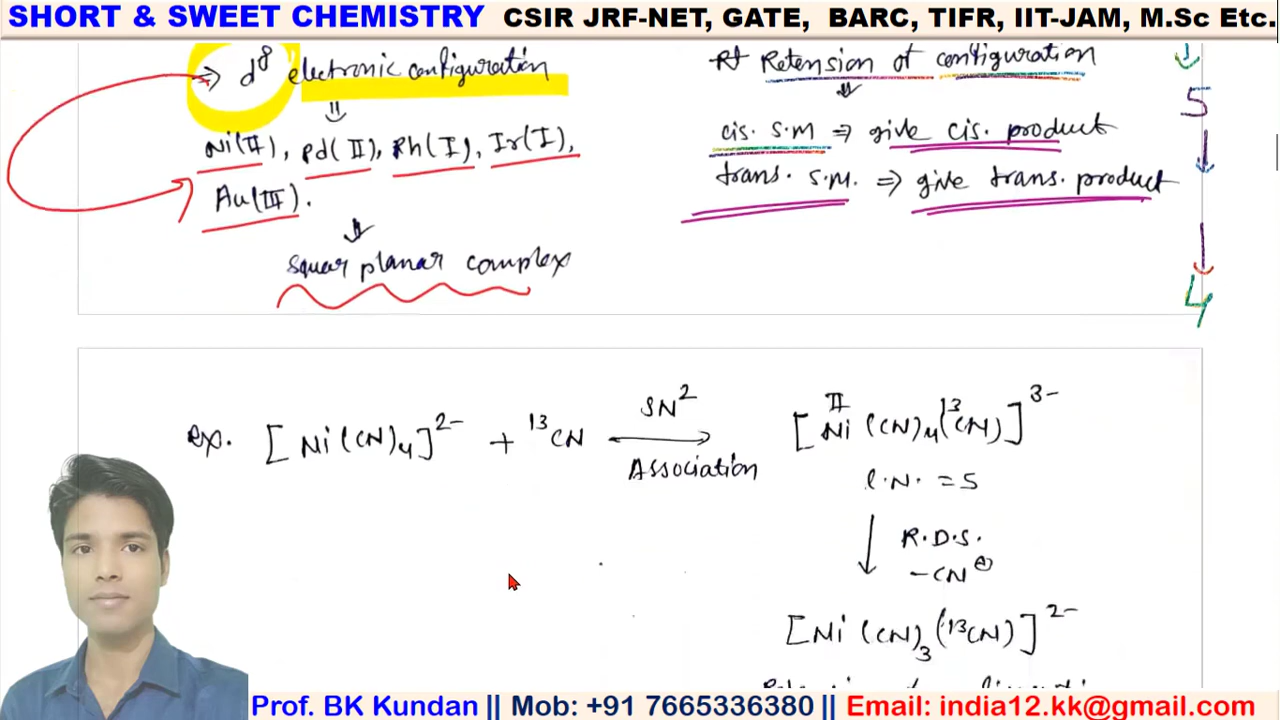 SHORT & SWEET CHEMISTRY CSIR JRF-NET, GATE, BARC, TIFR, IIT-JAM, M.Sc Etc.
⇒ d⁸ electronic configuration
⇓
Ni(II), pd(II), Rh(I), Ir(I),
Au(III).
⇓
squar planar complex
Retension of configuration
⇓
cis. S.M ⇒ give cis. product
trans. S.M. ⇒ give trans. product
↓
5
↓
↓
4
ex. [Ni(CN)₄]²⁻ + ¹³CN ⇌ [Ni(CN)₄(¹³CN)]³⁻
SN²
Association
II
C.N. = 5
↓ R.D.S.
-CN⊖
[Ni(CN)₃(¹³CN)]²⁻
Prof. BK Kundan || Mob: +91 7665336380 || Email: india12.kk@gmail.com